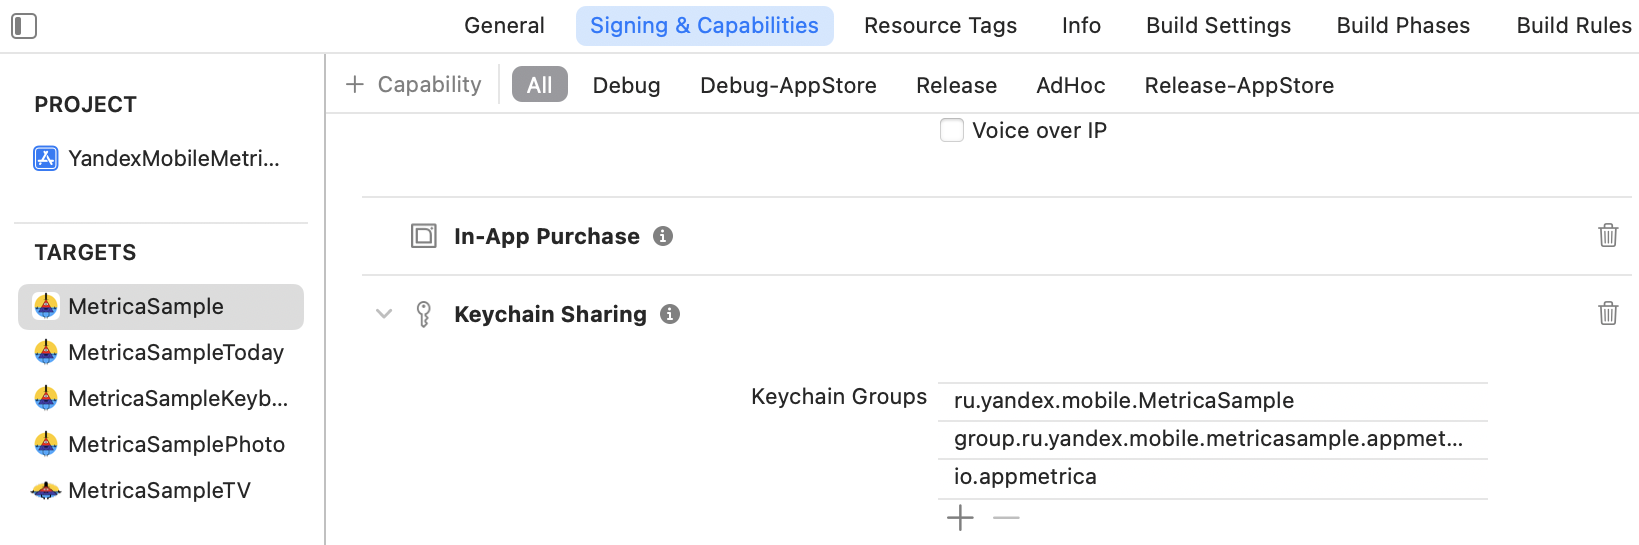 General Signing & Capabilities Resource Tags Info Build Settings Build Phases Build Rules
+ Capability All Debug Debug-AppStore Release AdHoc Release-AppStore
PROJECT
YandexMobileMetri...
TARGETS
MetricaSample
MetricaSampleToday
MetricaSampleKeyb...
MetricaSamplePhoto
MetricaSampleTV
Voice over IP
In-App Purchase
Keychain Sharing
Keychain Groups
ru.yandex.mobile.MetricaSample
group.ru.yandex.mobile.metricasample.appmet...
io.appmetrica